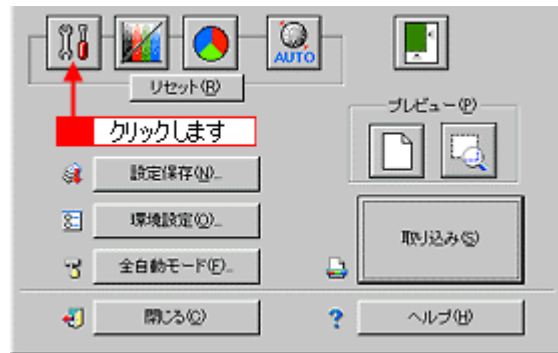 AUTO
リセット(R)
クリックします
プレビュー(P)
設定保存(N)...
環境設定(O)...
全自動モード(F)...
取り込み(S)
閉じる(C)
ヘルプ(H)